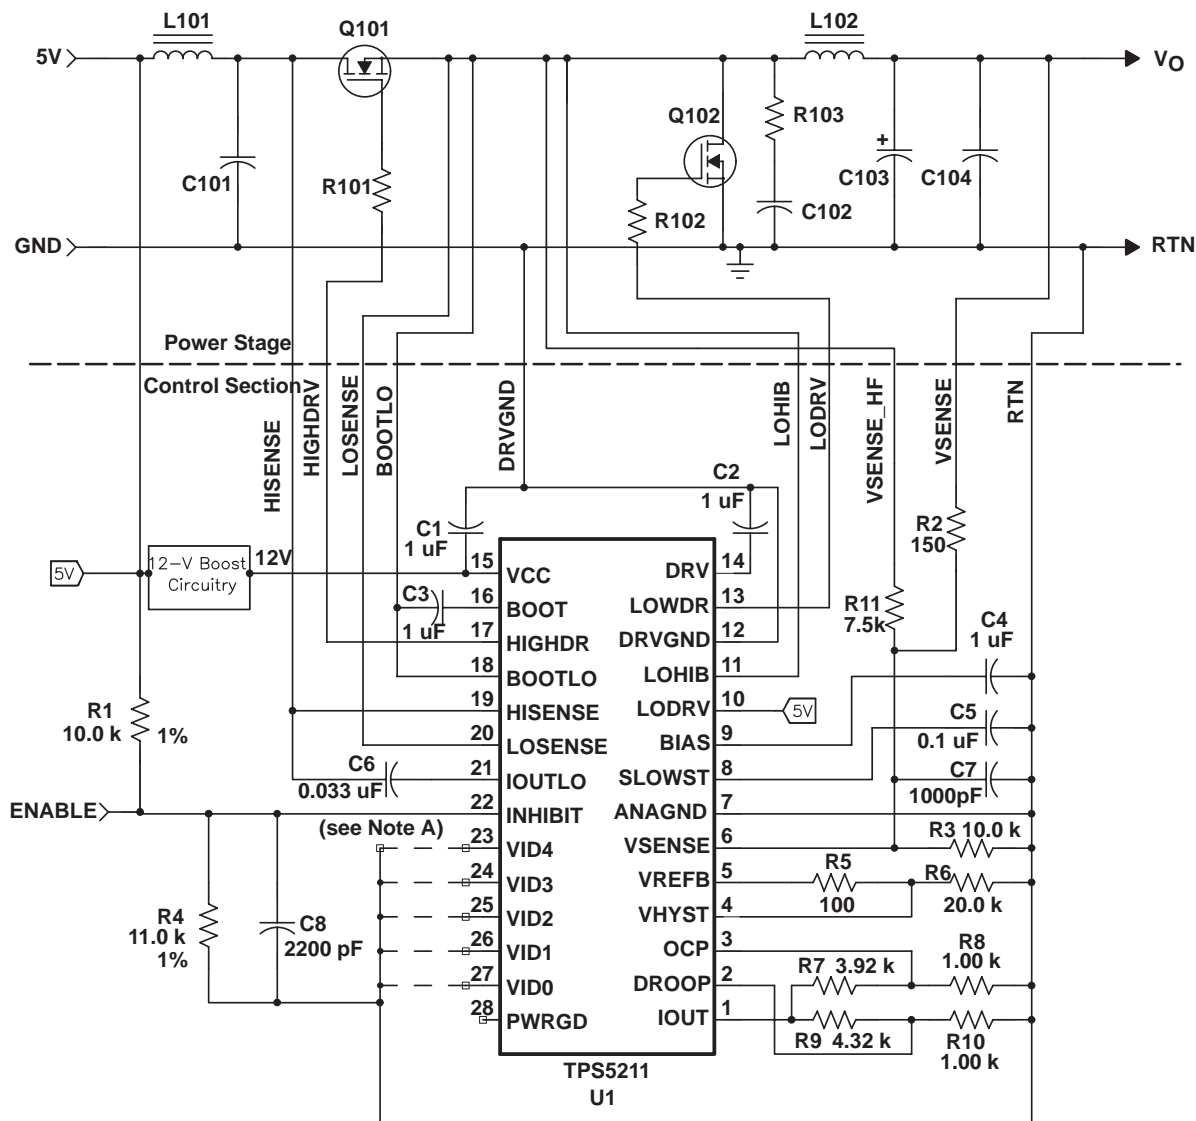 L101
Q101
L102
5V
VO
Q102
R103
C101
R101
C103
C104
R102
C102
GND
RTN
Power Stage
Control Section
HISENSE
HIGHDRV
LOSENSE
BOOTLO
DRVGND
LOHIB
LODRV
VSENSE_HF
VSENSE
RTN
C2
1 uF
C1
1 uF
R2
150
5V
12-V Boost
Circuitry
12V
15
VCC
DRV
14
C3
1 uF
16
BOOT
LOWDR
13
R11
7.5k
17
HIGHDR
DRVGND
12
C4
1 uF
18
BOOTLO
LOHIB
11
R1
10.0 k
1%
19
HISENSE
LODRV
10
5V
C5
0.1 uF
20
LOSENSE
BIAS
9
C6
0.033 uF
21
IOUTLO
SLOWST
8
C7
1000pF
ENABLE
22
INHIBIT
ANAGND
7
(see Note A)
23
VID4
VSENSE
6
R3 10.0 k
24
VID3
VREFB
5
R5
100
R6
20.0 k
25
VID2
VHYST
4
R4
11.0 k
1%
C8
2200 pF
26
VID1
OCP
3
R8
1.00 k
27
VID0
DROOP
2
R7 3.92 k
28
PWRGD
IOUT
1
R9 4.32 k
R10
1.00 k
TPS5211
U1